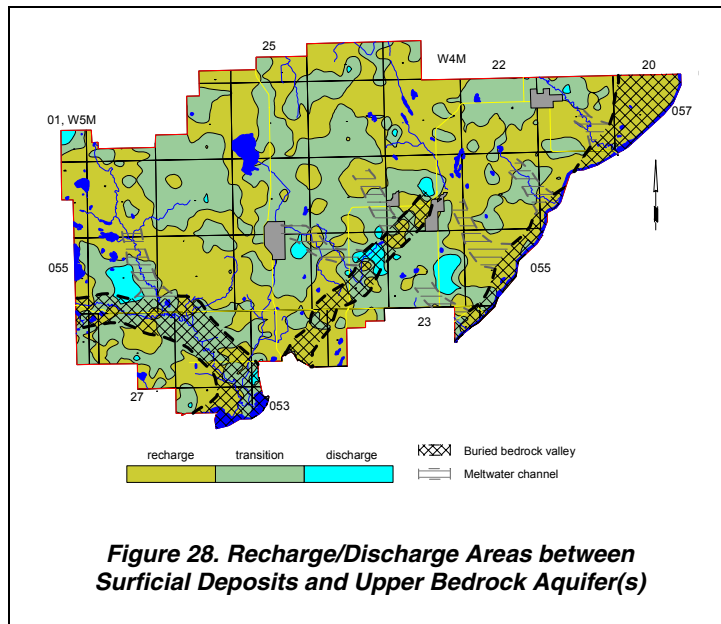 25
W4M
22
20
01, W5M
057
055
055
23
27
053
recharge
transition
discharge
Buried bedrock valley
Meltwater channel
Figure 28. Recharge/Discharge Areas between
Surficial Deposits and Upper Bedrock Aquifer(s)